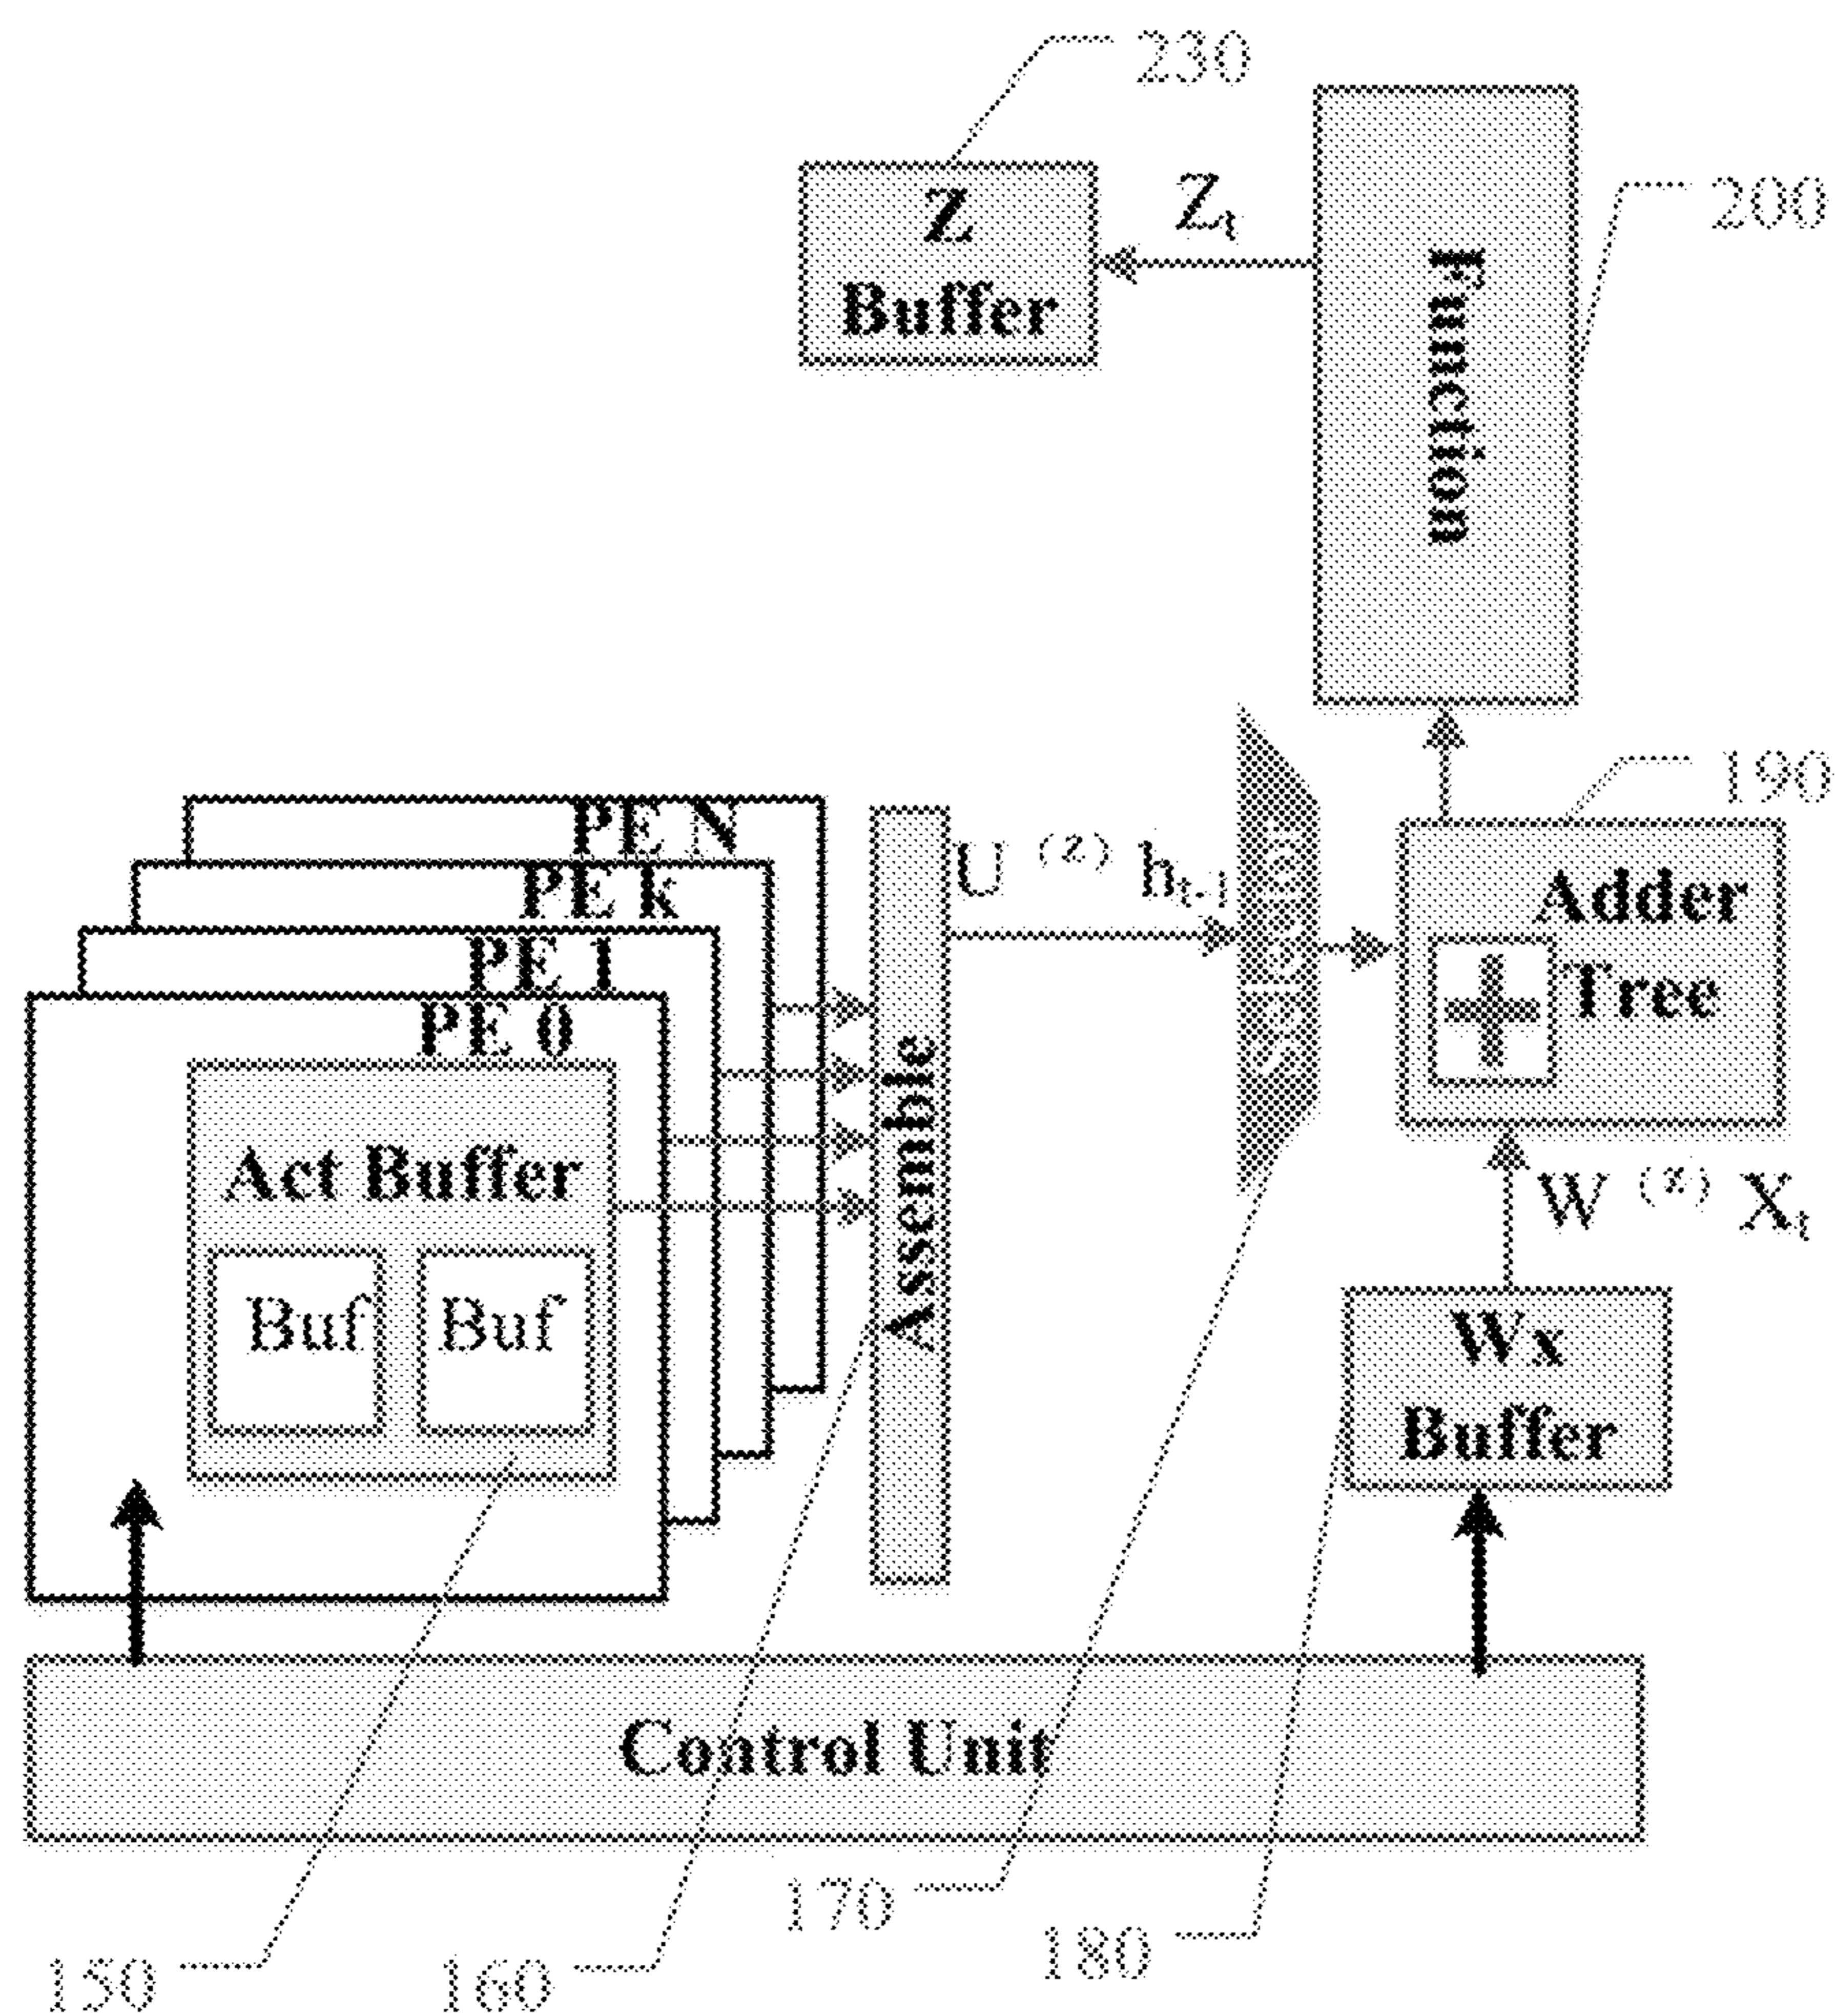 230
200
Z
Buffer
Zt
Function
190
PE N
PE k
PE 1
PE 0
U (z) ht-1
Adder
Tree
Assemble
Act Buffer
Buf
Buf
W (z) Xt
Wx
Buffer
Control Unit
150
160
170
180